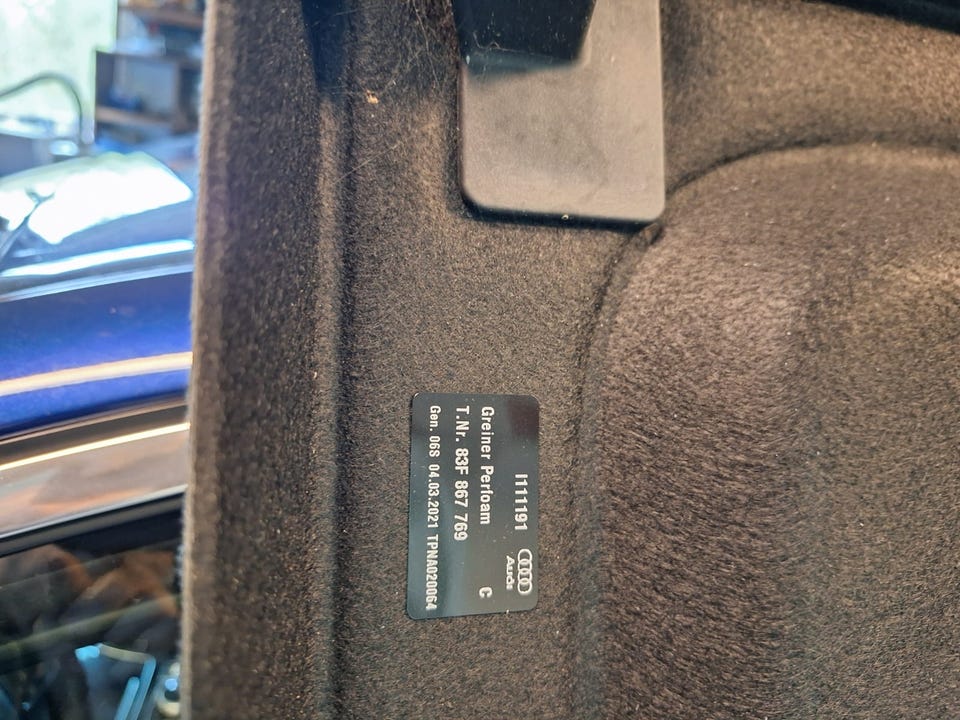 I111191
Audi
Greiner Perfoam C
T.Nr. 83F 867 769
Gen. 06S 04.03.2021 TPNA020064